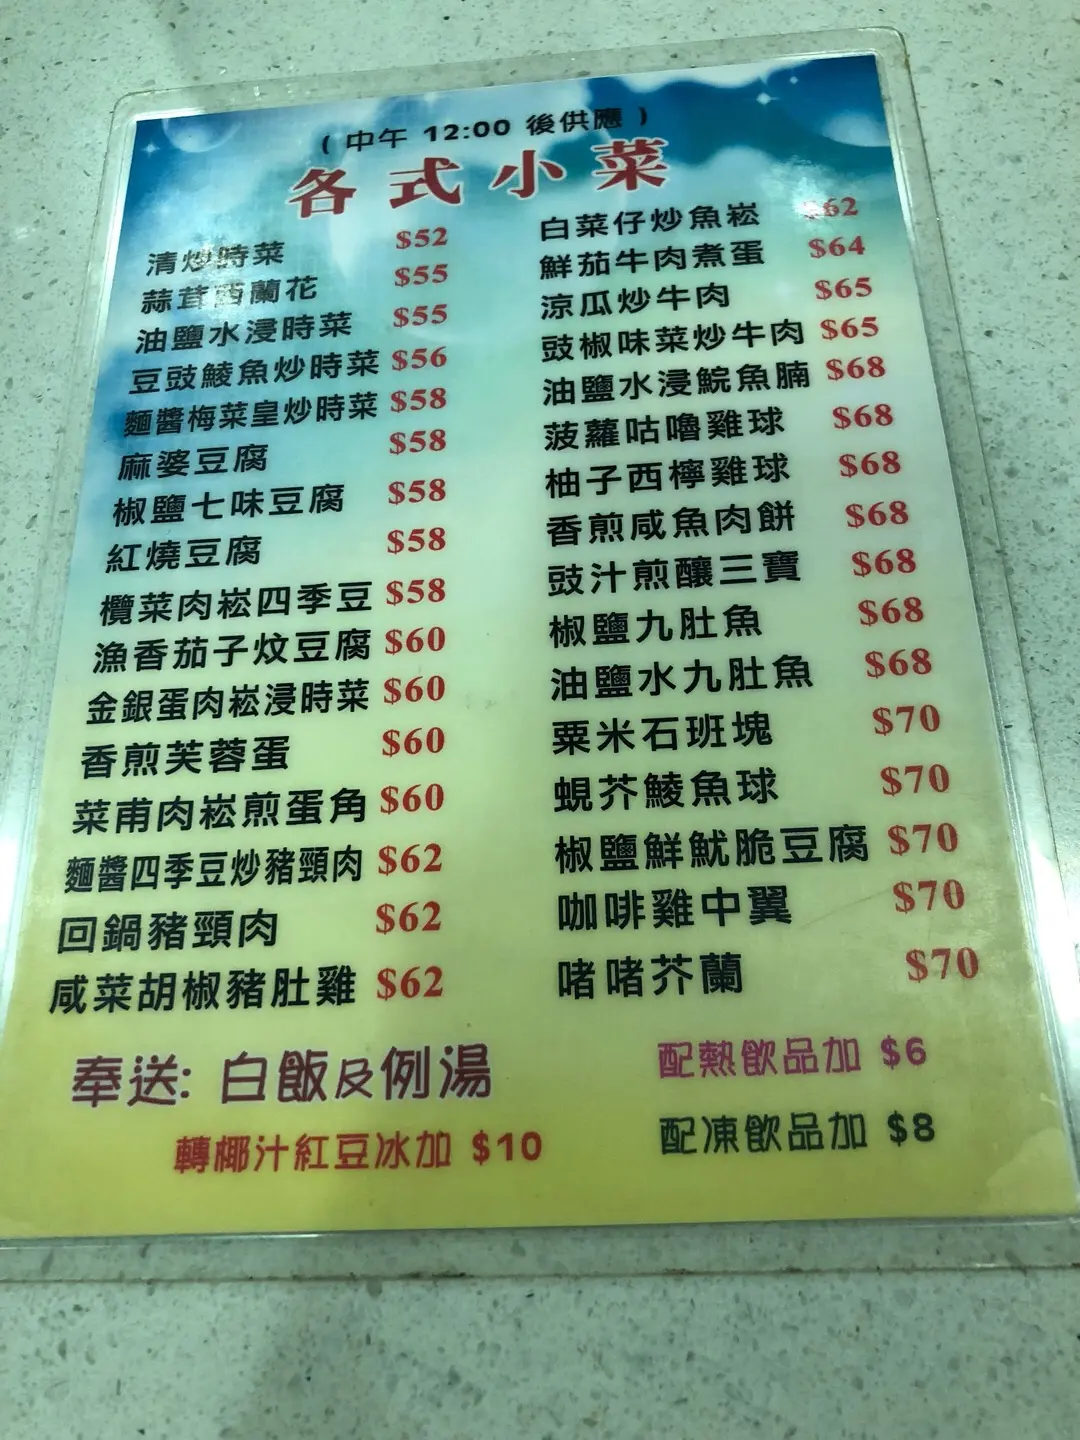 ( 中午 12:00 後供應 )
各式小菜
清炒時菜 $52
蒜茸西蘭花 $55
油鹽水浸時菜 $55
豆豉鯪魚炒時菜 $56
麵醬梅菜皇炒時菜 $58
麻婆豆腐 $58
椒鹽七味豆腐 $58
紅燒豆腐 $58
欖菜肉崧四季豆 $58
漁香茄子炆豆腐 $60
金銀蛋肉崧浸時菜 $60
香煎芙蓉蛋 $60
菜甫肉崧煎蛋角 $60
麵醬四季豆炒豬頸肉 $62
回鍋豬頸肉 $62
咸菜胡椒豬肚雞 $62
白菜仔炒魚崧 $62
鮮茄牛肉煮蛋 $64
涼瓜炒牛肉 $65
豉椒味菜炒牛肉 $65
油鹽水浸鯇魚腩 $68
菠蘿咕嚕雞球 $68
柚子西檸雞球 $68
香煎咸魚肉餅 $68
豉汁煎釀三寶 $68
椒鹽九肚魚 $68
油鹽水九肚魚 $68
粟米石班塊 $70
蜆芥鯪魚球 $70
椒鹽鮮魷脆豆腐 $70
咖啡雞中翼 $70
啫啫芥蘭 $70
奉送: 白飯及例湯
轉椰汁紅豆冰加 $10
配熱飲品加 $6
配凍飲品加 $8